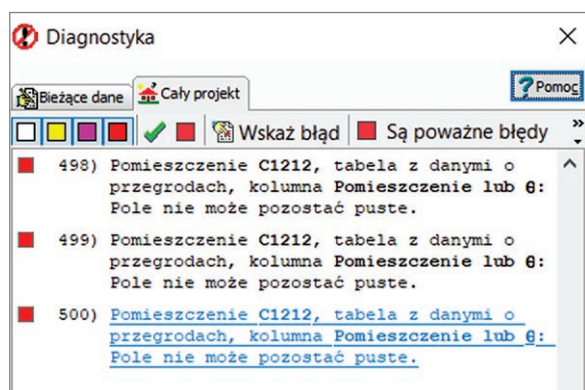 Diagnostyka
Bieżące dane
Cały projekt
? Pomoc
Wskaż błąd
Są poważne błędy
»
498) Pomieszczenie C1212, tabela z danymi o
przegrodach, kolumna Pomieszczenie lub θ:
Pole nie może pozostać puste.
499) Pomieszczenie C1212, tabela z danymi o
przegrodach, kolumna Pomieszczenie lub θ:
Pole nie może pozostać puste.
500) Pomieszczenie C1212, tabela z danymi o
przegrodach, kolumna Pomieszczenie lub θ:
Pole nie może pozostać puste.